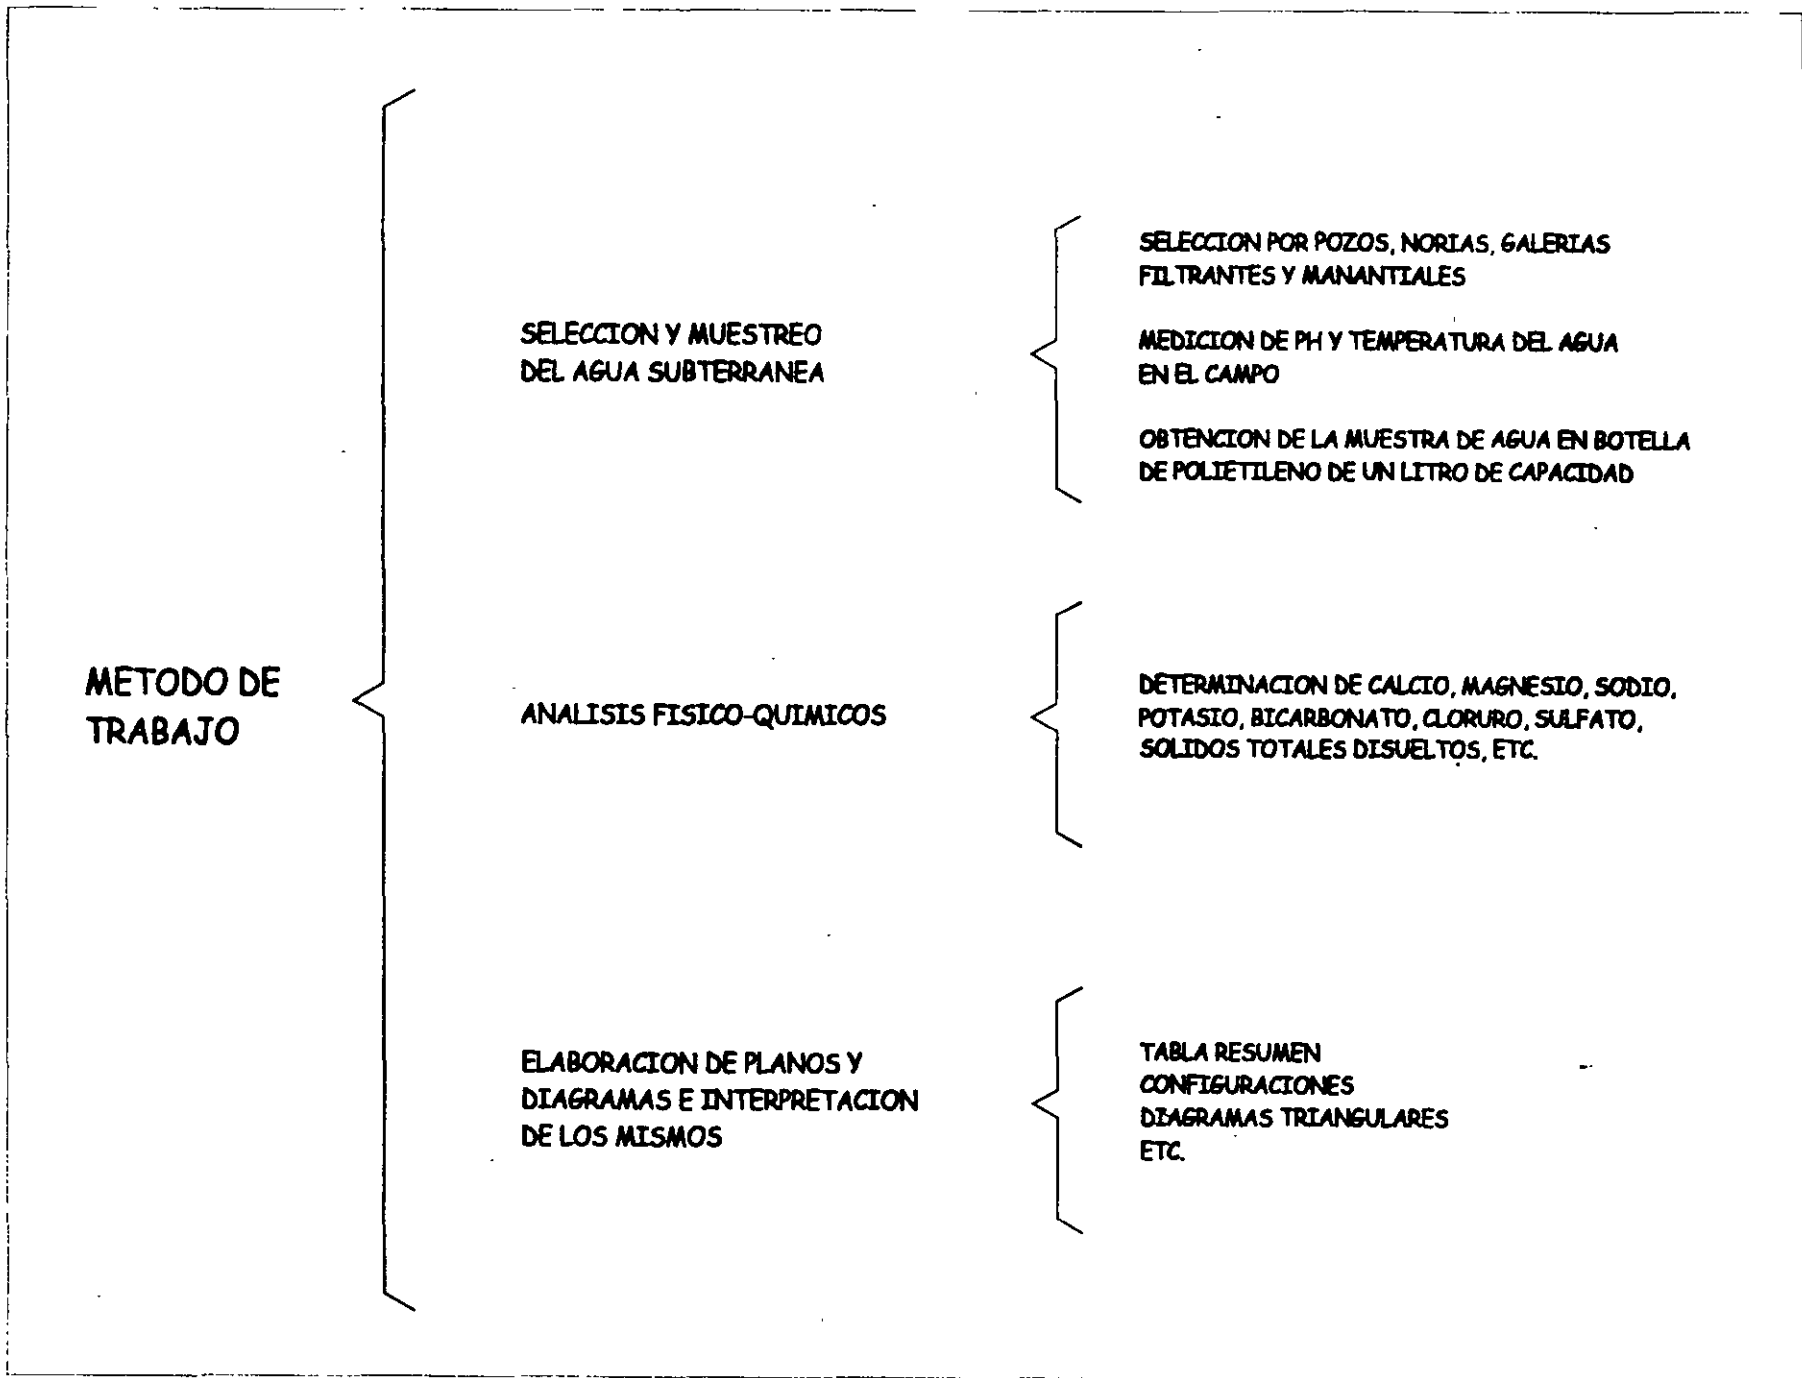 METODO DE
TRABAJO
SELECCION Y MUESTREO
DEL AGUA SUBTERRANEA
SELECCION POR POZOS, NORIAS, GALERIAS
FILTRANTES Y MANANTIALES
MEDICION DE PH Y TEMPERATURA DEL AGUA
EN EL CAMPO
OBTENCION DE LA MUESTRA DE AGUA EN BOTELLA
DE POLIETILENO DE UN LITRO DE CAPACIDAD
ANALISIS FISICO-QUIMICOS
DETERMINACION DE CALCIO, MAGNESIO, SODIO,
POTASIO, BICARBONATO, CLORURO, SULFATO,
SOLIDOS TOTALES DISUELTOS, ETC.
ELABORACION DE PLANOS Y
DIAGRAMAS E INTERPRETACION
DE LOS MISMOS
TABLA RESUMEN
CONFIGURACIONES
DIAGRAMAS TRIANGULARES
ETC.